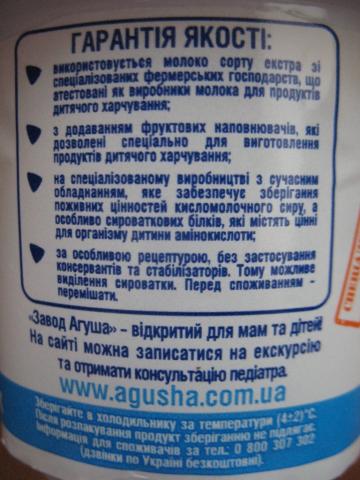 ГАРАНТІЯ ЯКОСТІ:
використовується молоко сорту екстра зі
спеціалізованих фермерських господарств, що
атестовані як виробники молока для продуктів
дитячого харчування;
з додаванням фруктових наповнювачів, які
дозволені спеціально для виготовлення
продуктів дитячого харчування;
на спеціалізованому виробництві з сучасним
обладнанням, яке забезпечує зберігання
поживних цінностей кисломолочного сиру, а
особливо сироваткових білків, які містять цінні
для організму дитини амінокислоти;
за особливою рецептурою, без застосування
консервантів та стабілізаторів. Тому можливе
виділення сироватки. Перед споживанням -
перемішати.
«Завод Агуша» - відкритий для мам та дітей!
На сайті можна записатися на екскурсію
та отримати консультацію педіатра.
www.agusha.com.ua
Зберігати в холодильнику за температури (4±2)°С.
Після розпакування продукт зберіганню не підлягає.
Інформація для споживачів за тел.: 0 800 307 302
(дзвінки по Україні безкоштовні).